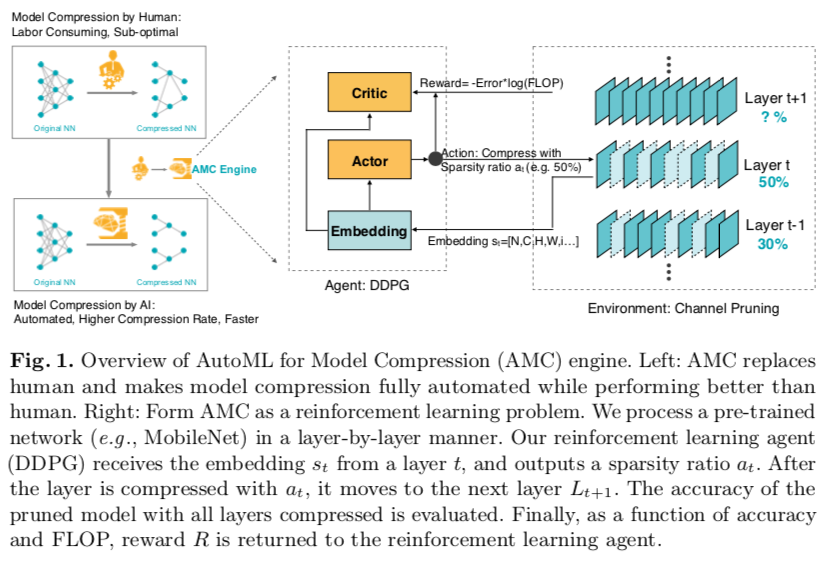 Model Compression by Human:
Labor Consuming, Sub-optimal
Original NN
Compressed NN
AMC Engine
Original NN
Compressed NN
Model Compression by AI:
Automated, Higher Compression Rate, Faster
Critic
Actor
Embedding
Agent: DDPG
Reward= -Error*log(FLOP)
Action: Compress with
Sparsity ratio at (e.g. 50%)
Embedding st=[N,C,H,W,i…]
Layer t+1
? %
Layer t
50%
Layer t-1
30%
Environment: Channel Pruning
Fig. 1. Overview of AutoML for Model Compression (AMC) engine. Left: AMC replaces
human and makes model compression fully automated while performing better than
human. Right: Form AMC as a reinforcement learning problem. We process a pre-trained
network (e.g., MobileNet) in a layer-by-layer manner. Our reinforcement learning agent
(DDPG) receives the embedding st from a layer t, and outputs a sparsity ratio at. After
the layer is compressed with at, it moves to the next layer Lt+1. The accuracy of the
pruned model with all layers compressed is evaluated. Finally, as a function of accuracy
and FLOP, reward R is returned to the reinforcement learning agent.